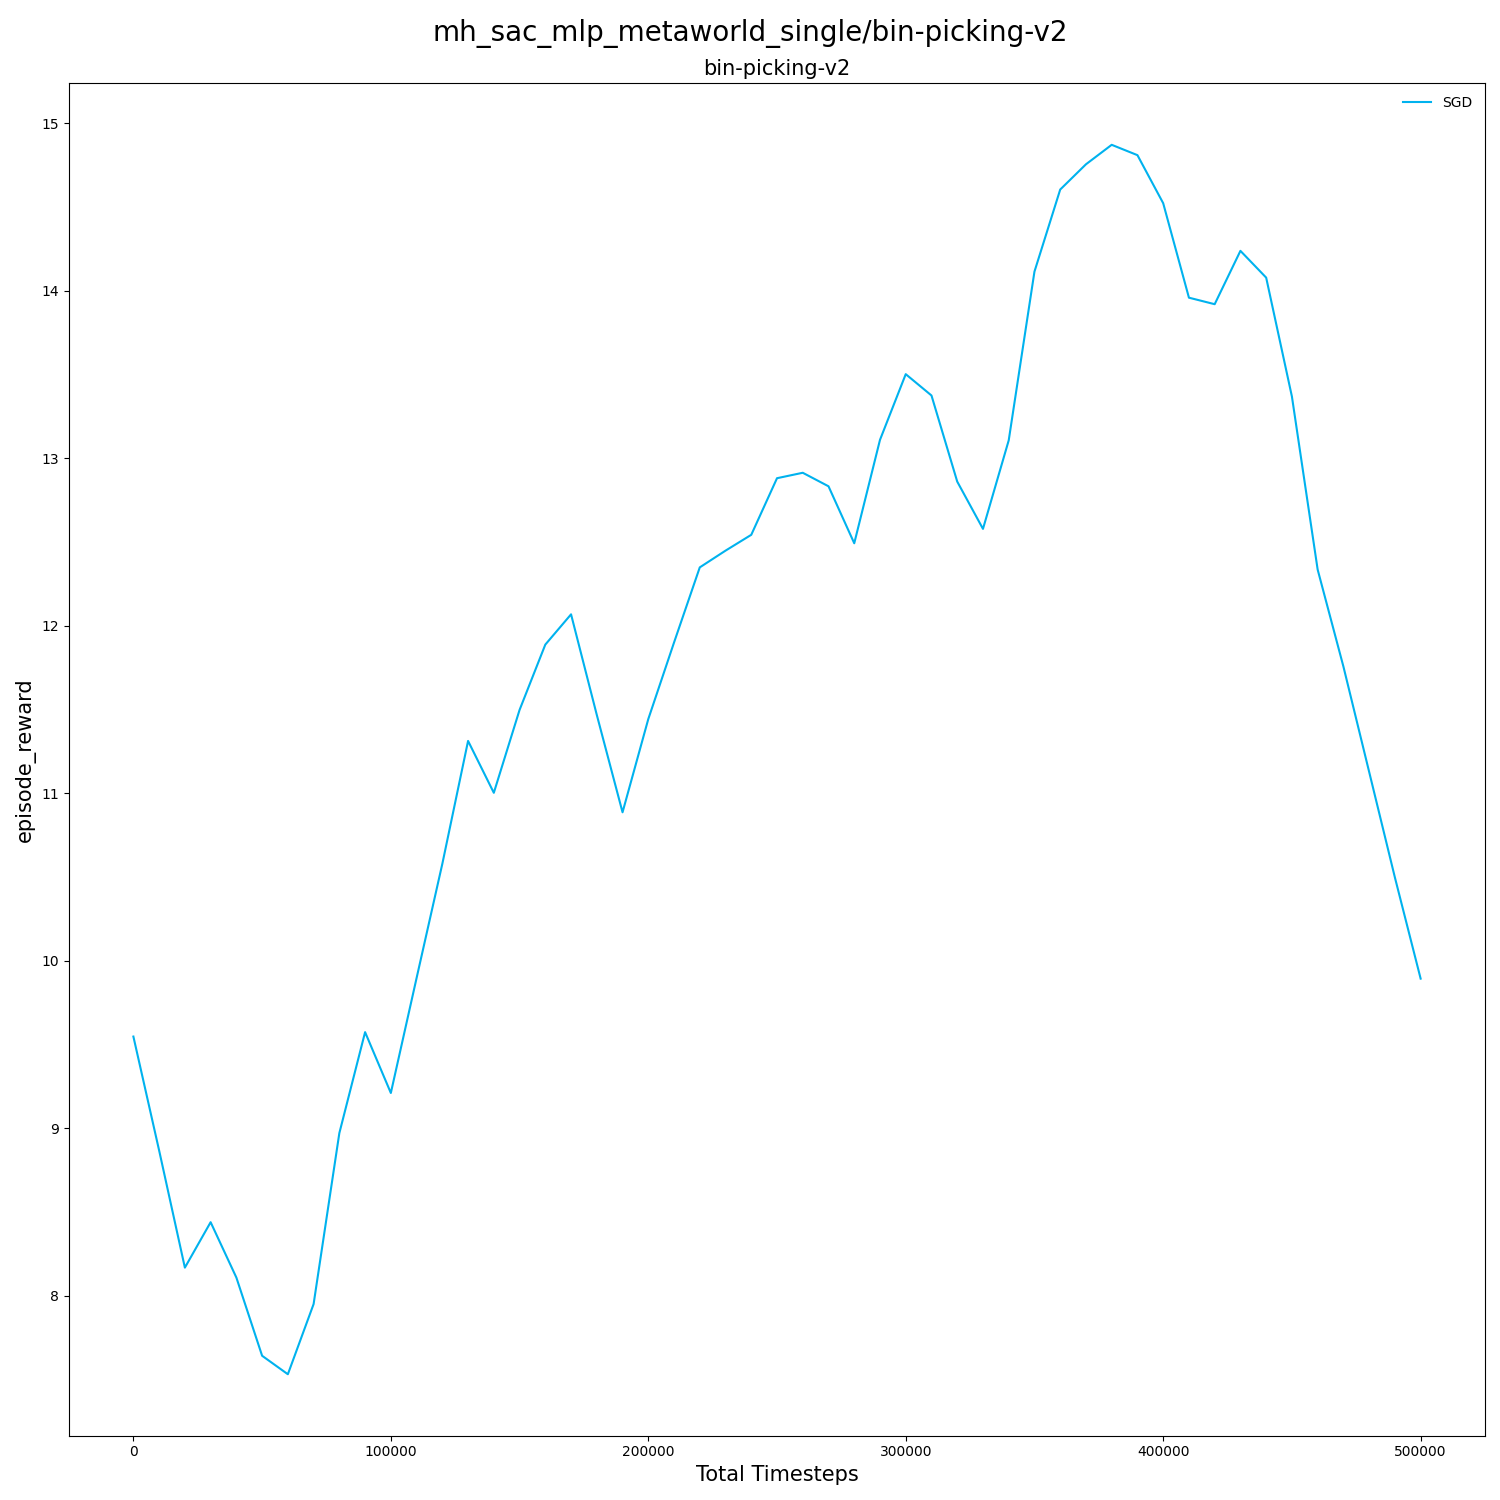 mh_sac_mlp_metaworld_single/bin-picking-v2
bin-picking-v2
SGD
15
14
13
12
11
10
9
8
episode_reward
0 100000 200000 300000 400000 500000
Total Timesteps